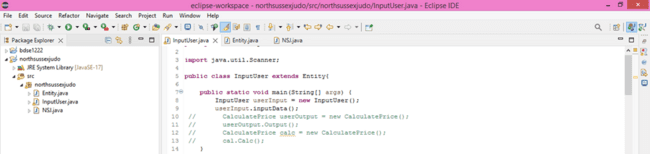 eclipse-workspace - northsussexjudo/src/northsussexjudo/InputUser.java - Eclipse IDE
File Edit Source Refactor Navigate Search Project Run Window Help
Package Explorer
bdse1222
northsussexjudo
JRE System Library [JavaSE-17]
src
northsussexjudo
Entity.java
InputUser.java
NSJ.java
InputUser.java Entity.java NSJ.java
2
3 import java.util.Scanner;
4
5 public class InputUser extends Entity{
6
7 public static void main(String[] args) {
8 InputUser userInput = new InputUser();
9 userInput.inputData();
10 // CalculatePrice userOutput = new CalculatePrice();
11 // userOutput.Output();
12 // CalculatePrice calc = new CalculatePrice();
13 // cal.Calc();
14 }